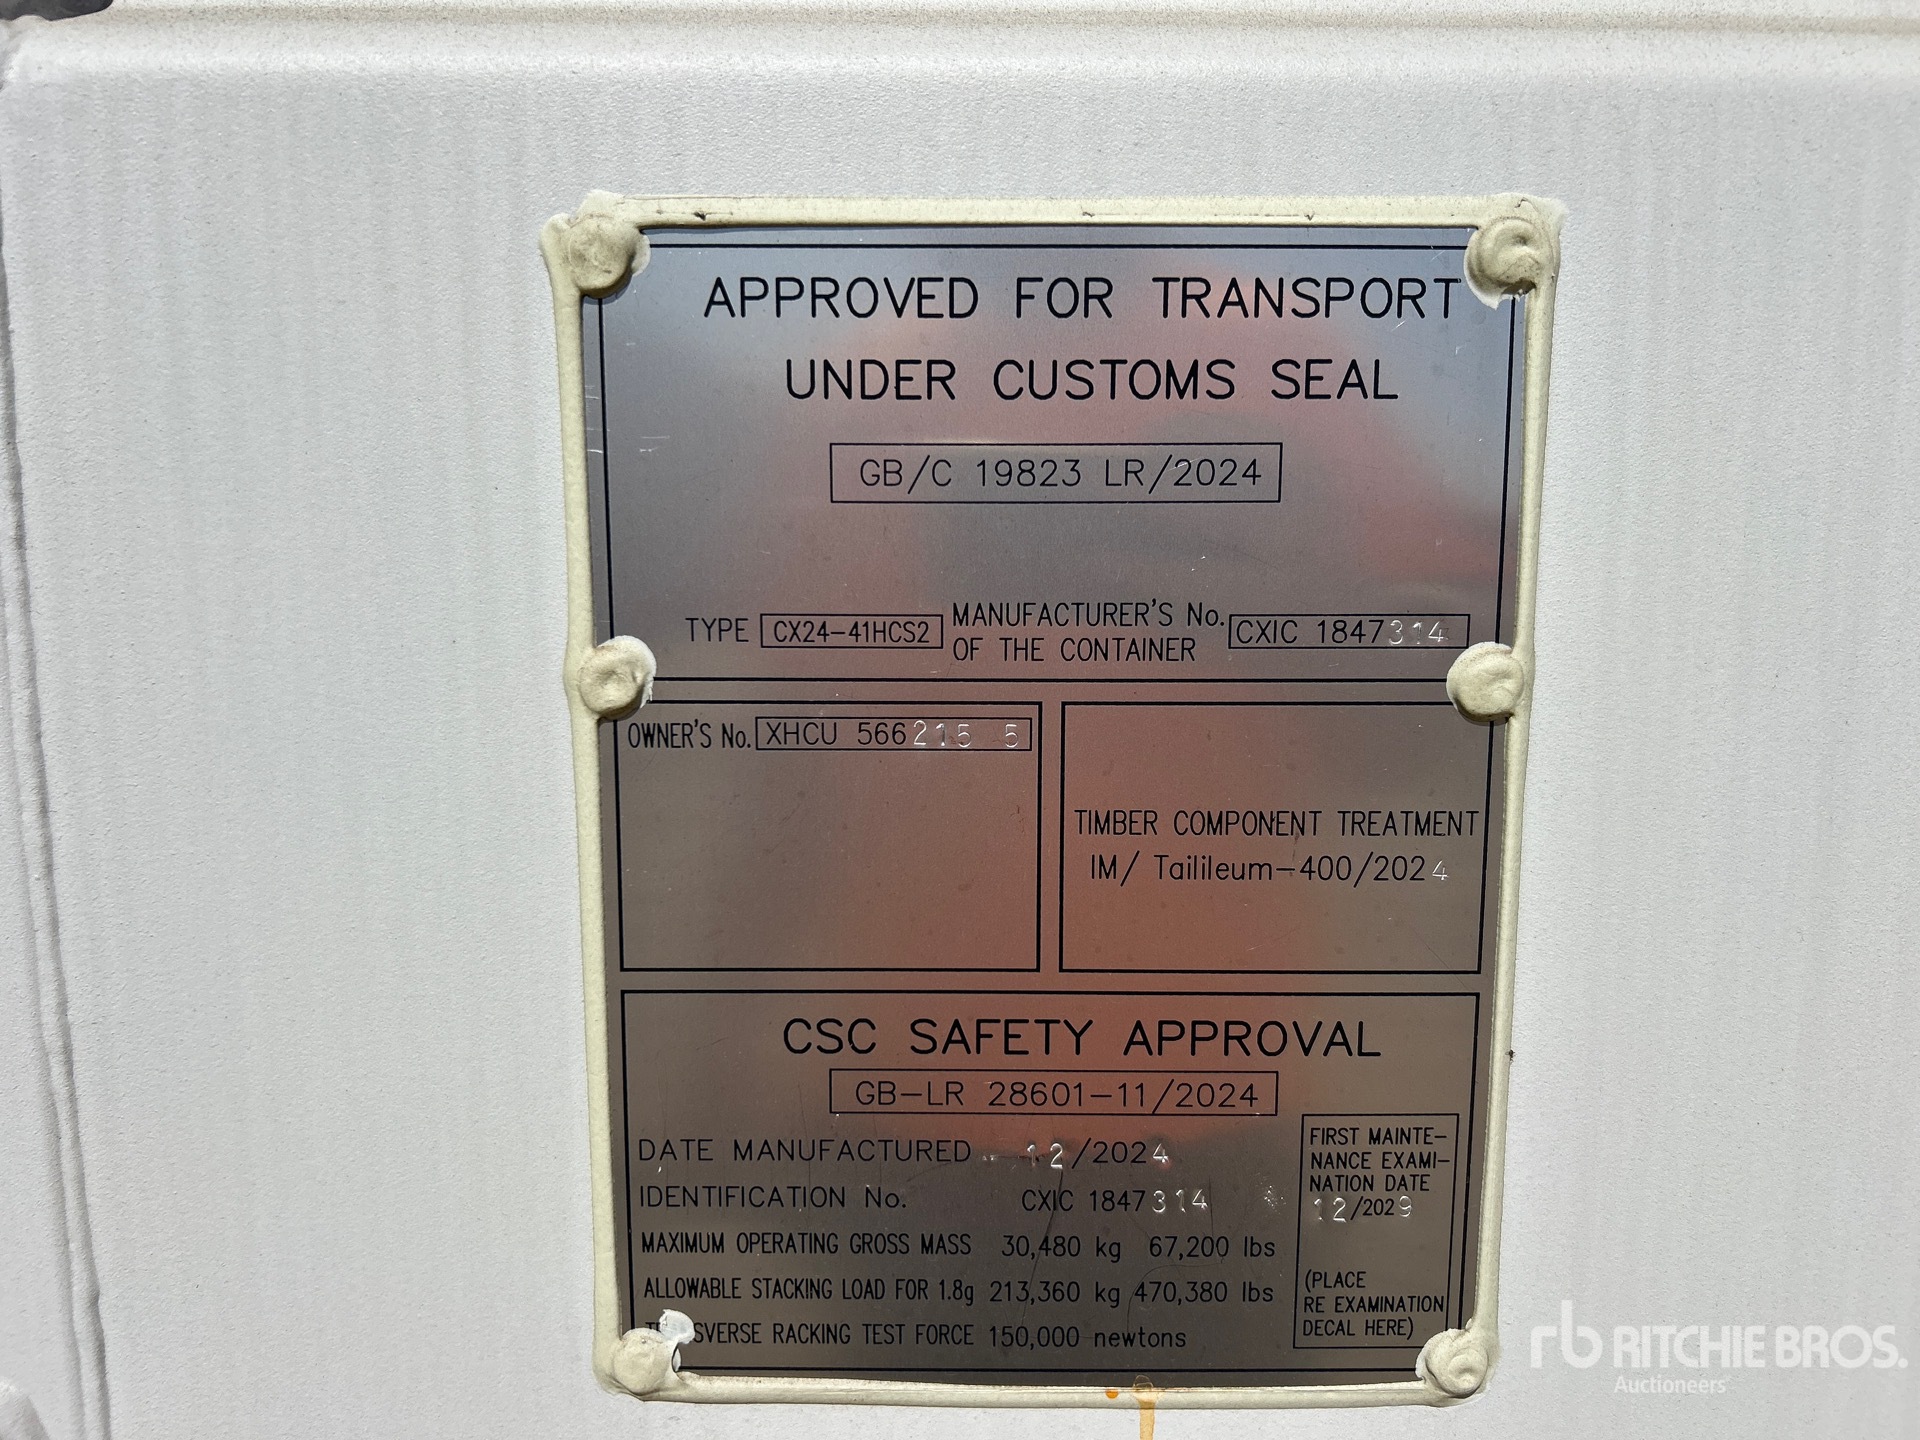 APPROVED FOR TRANSPORT
UNDER CUSTOMS SEAL
GB/C 19823 LR/2024
TYPE CX24-41HCS2 MANUFACTURER'S No. OF THE CONTAINER CXIC 1847314
OWNER'S No. XHCU 566215 5
TIMBER COMPONENT TREATMENT
IM/ Tailileum-400/2024
CSC SAFETY APPROVAL
GB-LR 28601-11/2024
DATE MANUFACTURED 12/2024
IDENTIFICATION No. CXIC 1847314
MAXIMUM OPERATING GROSS MASS 30,480 kg 67,200 lbs
ALLOWABLE STACKING LOAD FOR 1.8g 213,360 kg 470,380 lbs
RACKING TEST FORCE 150,000 newtons
FIRST MAINTE-
NANCE EXAMI-
NATION DATE
12/2029
(PLACE
RE EXAMINATION
DECAL HERE)
rb RITCHIE BROS.
Auctioneers